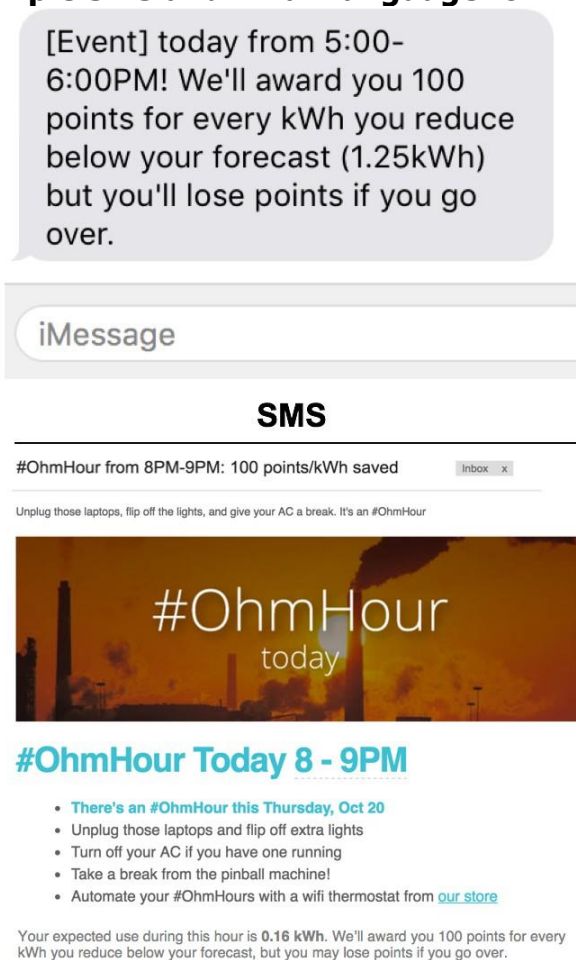 [Event] today from 5:00-
6:00PM! We'll award you 100
points for every kWh you reduce
below your forecast (1.25kWh)
but you'll lose points if you go
over.
iMessage
SMS
#OhmHour from 8PM-9PM: 100 points/kWh saved
Inbox x
Unplug those laptops, flip off the lights, and give your AC a break. It's an #OhmHour
#OhmHour
today
#OhmHour Today 8 - 9PM
• There's an #OhmHour this Thursday, Oct 20
• Unplug those laptops and flip off extra lights
• Turn off your AC if you have one running
• Take a break from the pinball machine!
• Automate your #OhmHours with a wifi thermostat from our store
Your expected use during this hour is 0.16 kWh. We'll award you 100 points for every
kWh you reduce below your forecast, but you may lose points if you go over.